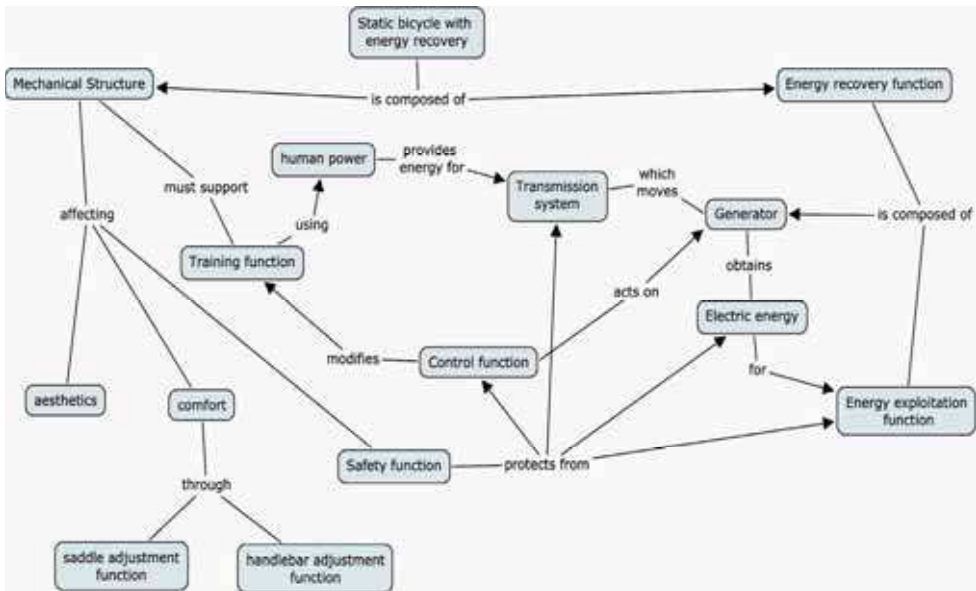 Static bicycle with
energy recovery
Mechanical Structure
is composed of
Energy recovery function
human power
provides
energy for
Transmission
system
which
moves
Generator
is composed of
must support
affecting
using
Training function
obtains
acts on
Electric energy
modifies
Control function
for
aesthetics
comfort
Energy exploitation
function
Safety function
protects from
through
saddle adjustment
function
handlebar adjustment
function